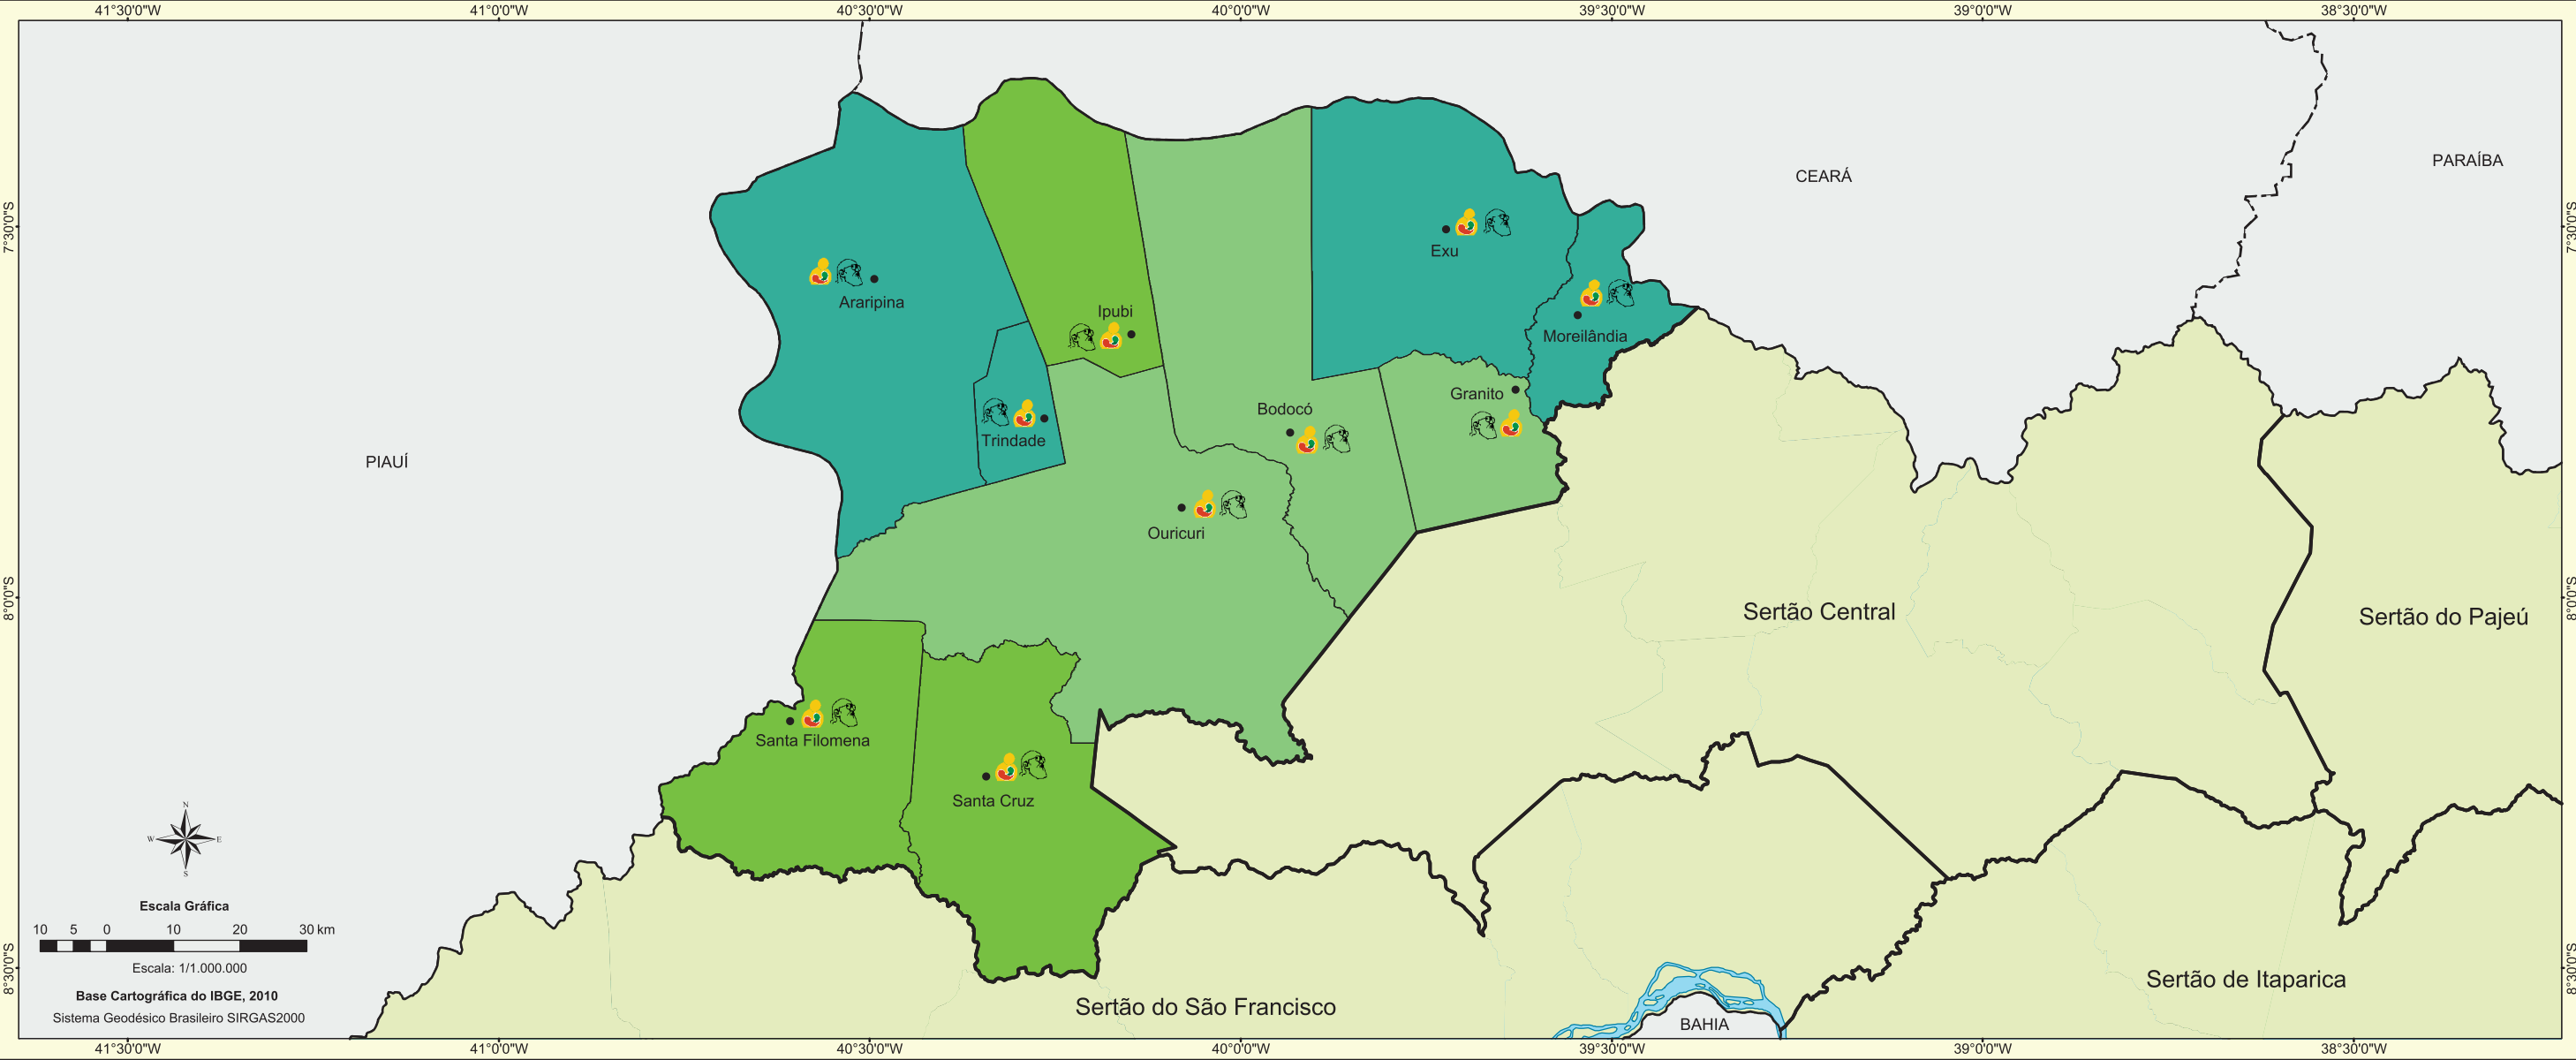 41°30'0"W 41°0'0"W 40°30'0"W 40°0'0"W 39°30'0"W 39°0'0"W 38°30'0"W
PARAÍBA
CEARÁ
7°30'0"S 7°30'0"S
Exu
Araripina
Ipubi
Moreilândia
Granito
Bodocó
Trindade
PIAUÍ
Ouricuri
8°0'0"S 8°0'0"S
Sertão Central
Sertão do Pajeú
Santa Filomena
Santa Cruz
N
W E
S
Escala Gráfica
10 5 0 10 20 30 km
Escala: 1/1.000.000
8°30'0"S 8°30'0"S
Sertão de Itaparica
Base Cartográfica do IBGE, 2010
Sertão do São Francisco
Sistema Geodésico Brasileiro SIRGAS2000
BAHIA
41°30'0"W 41°0'0"W 40°30'0"W 40°0'0"W 39°30'0"W 39°0'0"W 38°30'0"W